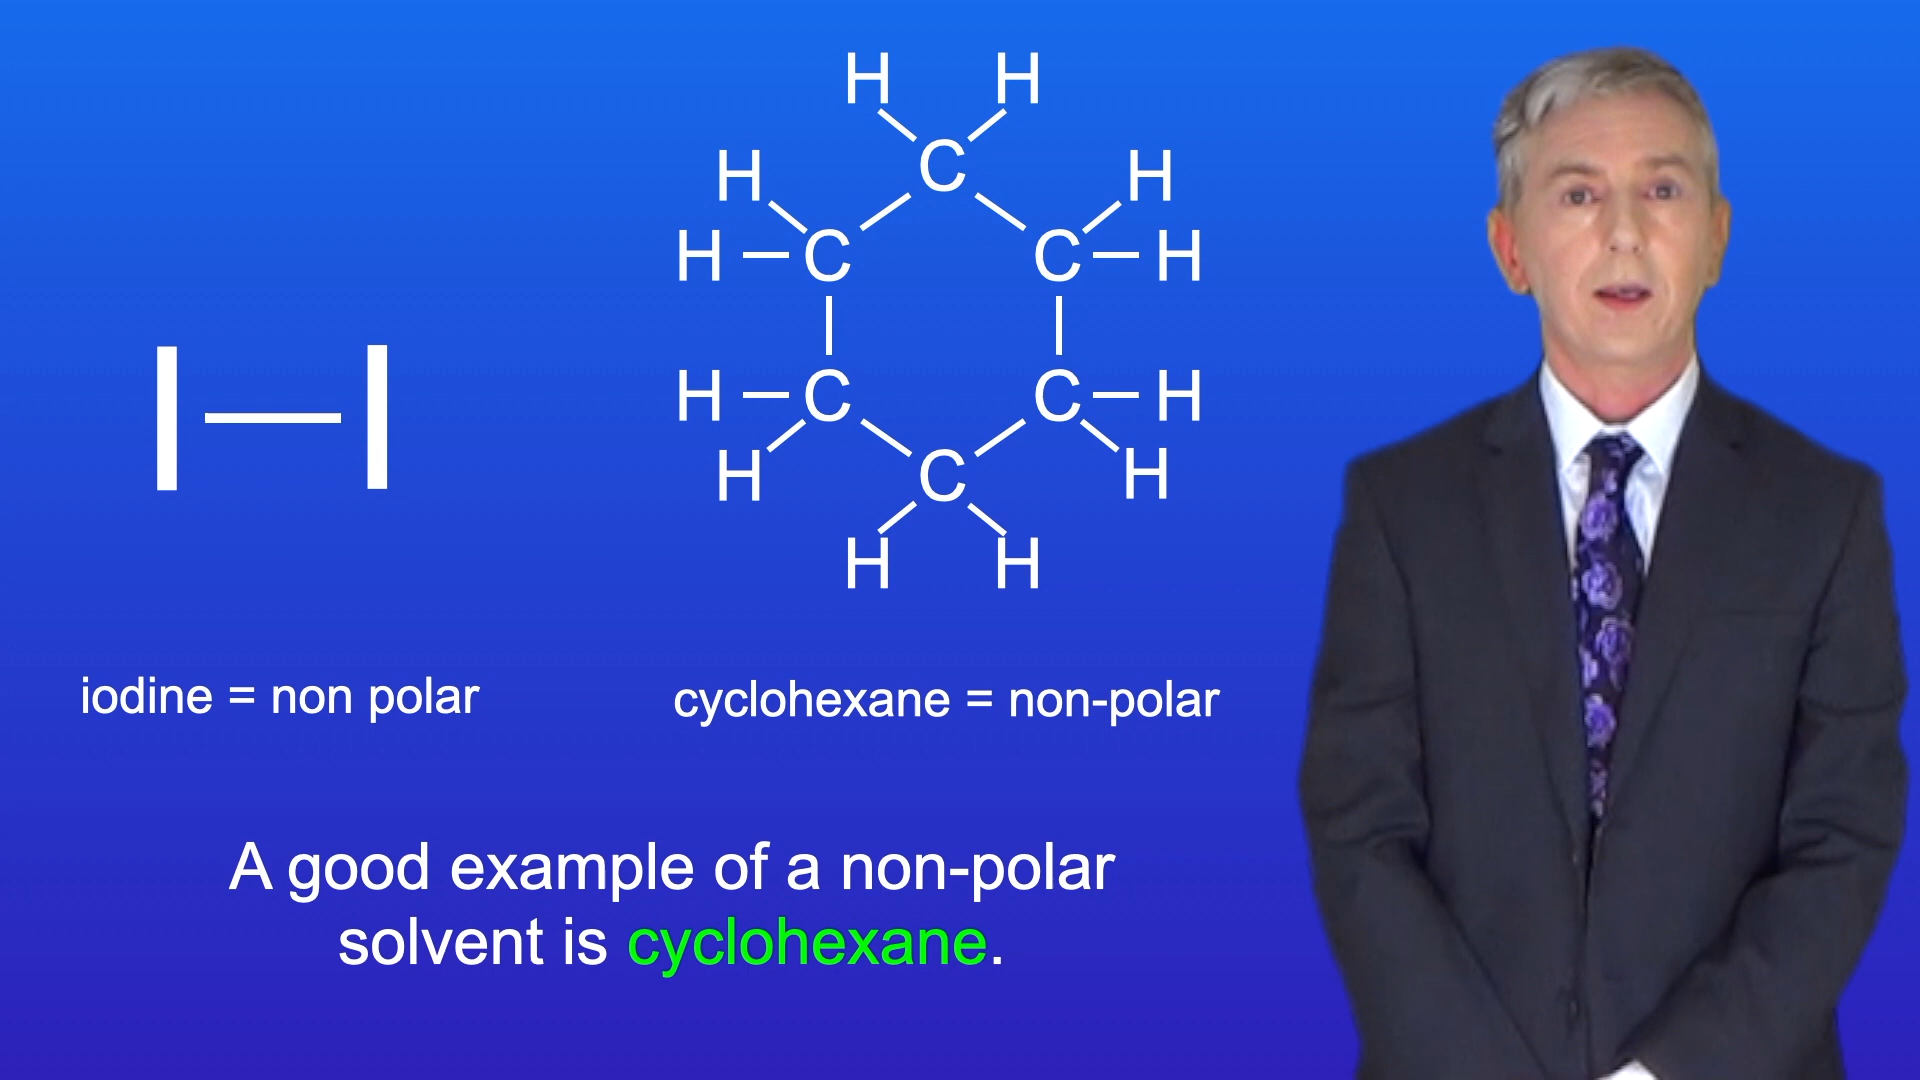 H H
H C H
H C C H
I I
H C C H
H C H
H H
iodine = non polar
cyclohexane = non-polar
A good example of a non-polar
solvent is cyclohexane.